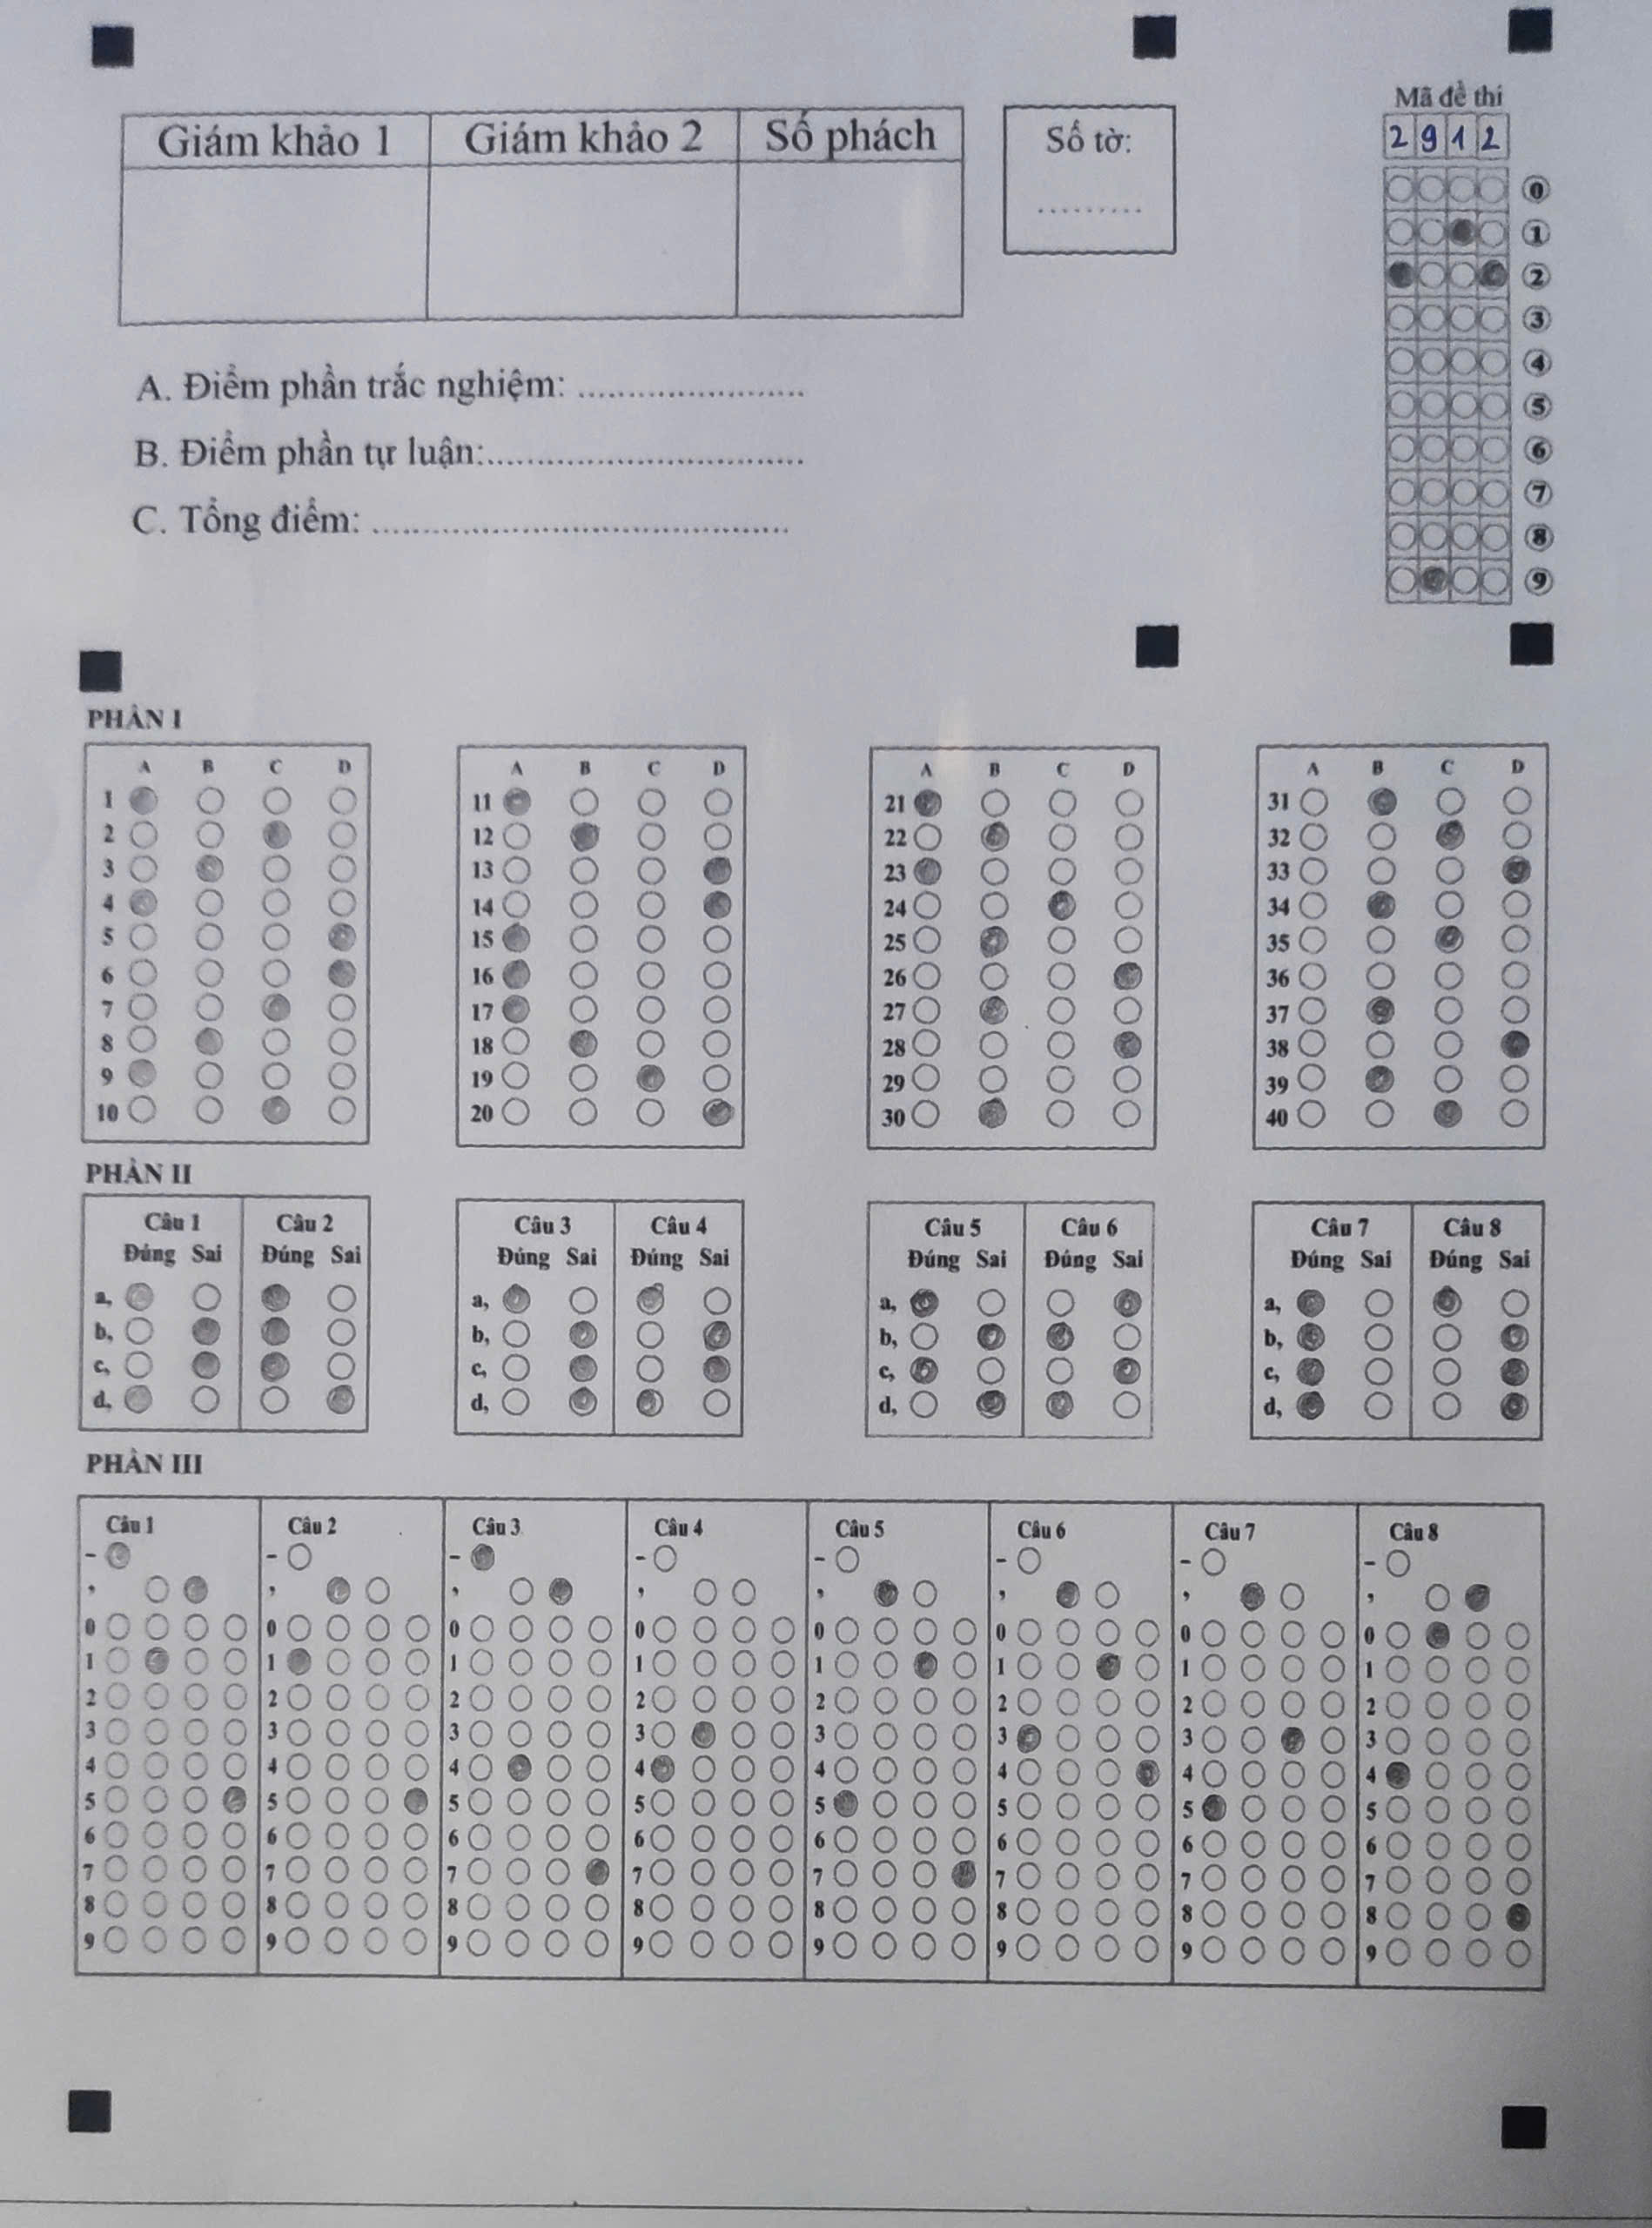 Giám khảo 1 Giám khảo 2 Số phách
Số tờ:
.........
Mã đề thi
2 9 1 2
0
1
2
3
4
5
6
7
8
9
A. Điểm phần trắc nghiệm: ......................
B. Điểm phần tự luận:...............................
C. Tổng điểm: .........................................
PHẦN I
A B C D A B C D A B C D A B C D
1 11 21 31
2 12 22 32
3 13 23 33
4 14 24 34
5 15 25 35
6 16 26 36
7 17 27 37
8 18 28 38
9 19 29 39
10 20 30 40
PHẦN II
Câu 1 Câu 2 Câu 3 Câu 4 Câu 5 Câu 6 Câu 7 Câu 8
Đúng Sai Đúng Sai Đúng Sai Đúng Sai Đúng Sai Đúng Sai Đúng Sai Đúng Sai
a, a, a, a,
b, b, b, b,
c, c, c, c,
d, d, d, d,
PHẦN III
Câu 1 Câu 2 Câu 3 Câu 4 Câu 5 Câu 6 Câu 7 Câu 8
- - - - - - - -
, , , , , , , ,
0 0 0 0 0 0 0 0
1 1 1 1 1 1 1 1
2 2 2 2 2 2 2 2
3 3 3 3 3 3 3 3
4 4 4 4 4 4 4 4
5 5 5 5 5 5 5 5
6 6 6 6 6 6 6 6
7 7 7 7 7 7 7 7
8 8 8 8 8 8 8 8
9 9 9 9 9 9 9 9